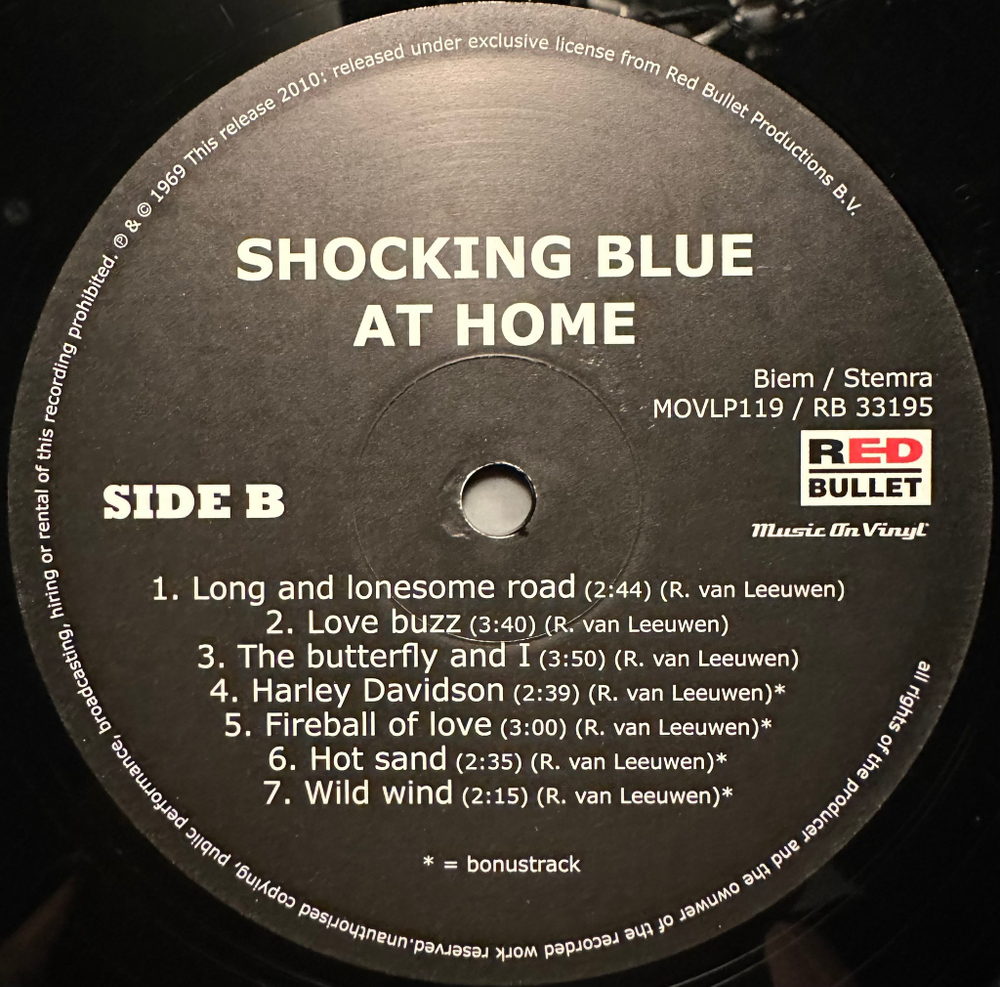 ℗ & © 1969 This release 2010: released under exclusive license from Red Bullet Productions B.V.
SHOCKING BLUE
AT HOME
Biem / Stemra
MOVLP119 / RB 33195
RED
BULLET
Music On Vinyl
SIDE B
1. Long and lonesome road (2:44) (R. van Leeuwen)
2. Love buzz (3:40) (R. van Leeuwen)
3. The butterfly and I (3:50) (R. van Leeuwen)
4. Harley Davidson (2:39) (R. van Leeuwen)*
5. Fireball of love (3:00) (R. van Leeuwen)*
6. Hot sand (2:35) (R. van Leeuwen)*
7. Wild wind (2:15) (R. van Leeuwen)*
* = bonustrack
all rights of the producer and the ownwer of the recorded work reserved.unauthorised copying, public performance, broadcasting, hiring or rental of this recording prohibited.